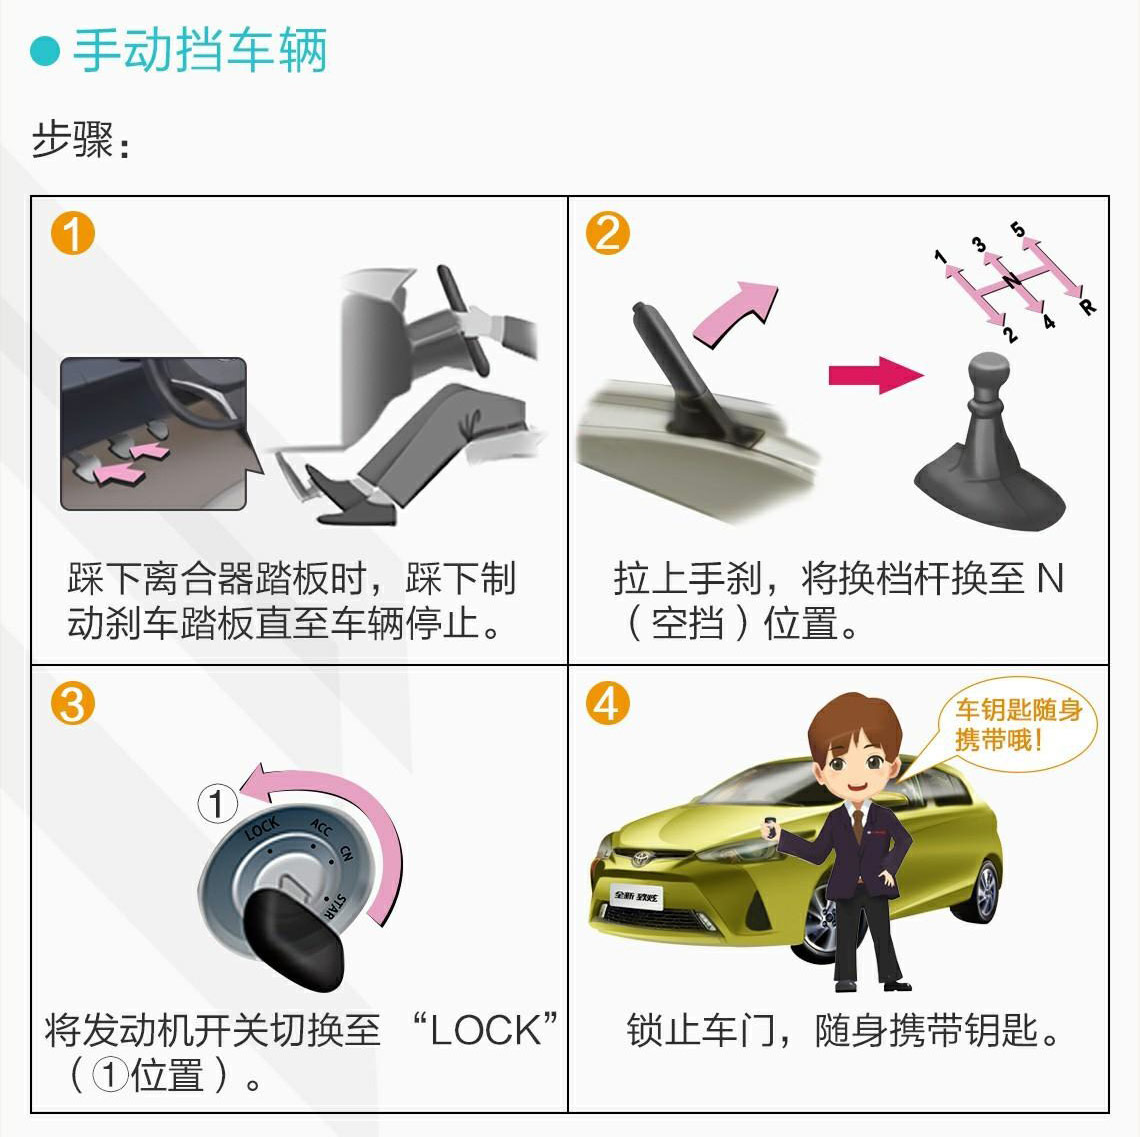 手动挡车辆
步骤：
1
踩下离合器踏板时，踩下制
动刹车踏板直至车辆停止。
2
1 3 5
N
2 4 R
拉上手刹，将换档杆换至 N
（空挡）位置。
3
①
LOCK ACC CN STAR
将发动机开关切换至 “LOCK”
（①位置）。
4
车钥匙随身
携带哦！
全新 致炫
锁止车门，随身携带钥匙。